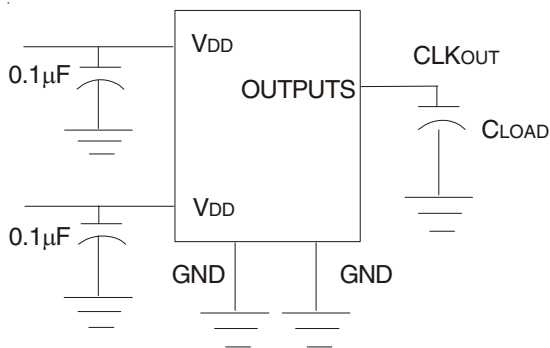 VDD
CLKOUT
0.1μF
OUTPUTS
CLOAD
VDD
0.1μF
GND
GND